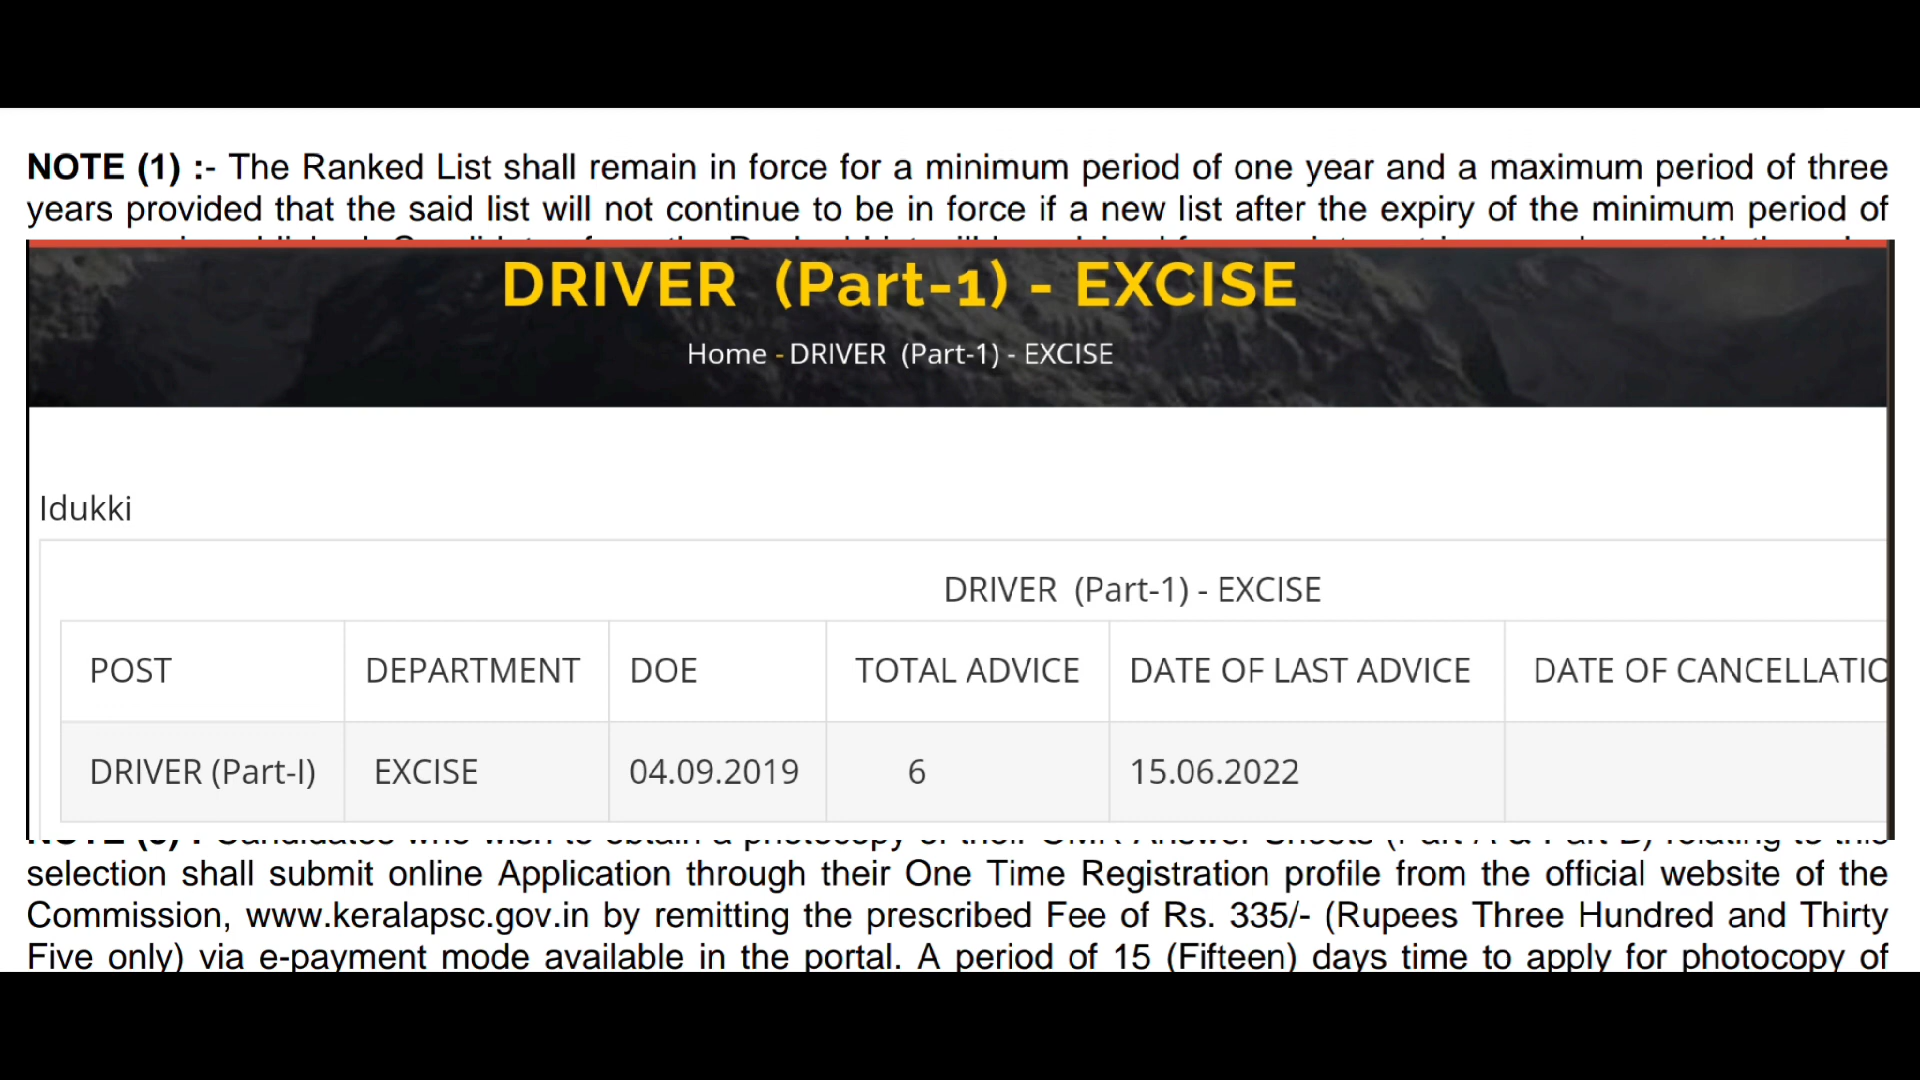 NOTE (1) :- The Ranked List shall remain in force for a minimum period of one year and a maximum period of three
years provided that the said list will not continue to be in force if a new list after the expiry of the minimum period of
DRIVER (Part-1) - EXCISE
Home - DRIVER (Part-1) - EXCISE
Idukki
DRIVER (Part-1) - EXCISE
POST DEPARTMENT DOE TOTAL ADVICE DATE OF LAST ADVICE DATE OF CANCELLATIO
DRIVER (Part-I) EXCISE 04.09.2019 6 15.06.2022
selection shall submit online Application through their One Time Registration profile from the official website of the
Commission, www.keralapsc.gov.in by remitting the prescribed Fee of Rs. 335/- (Rupees Three Hundred and Thirty
Five only) via e-payment mode available in the portal. A period of 15 (Fifteen) days time to apply for photocopy of